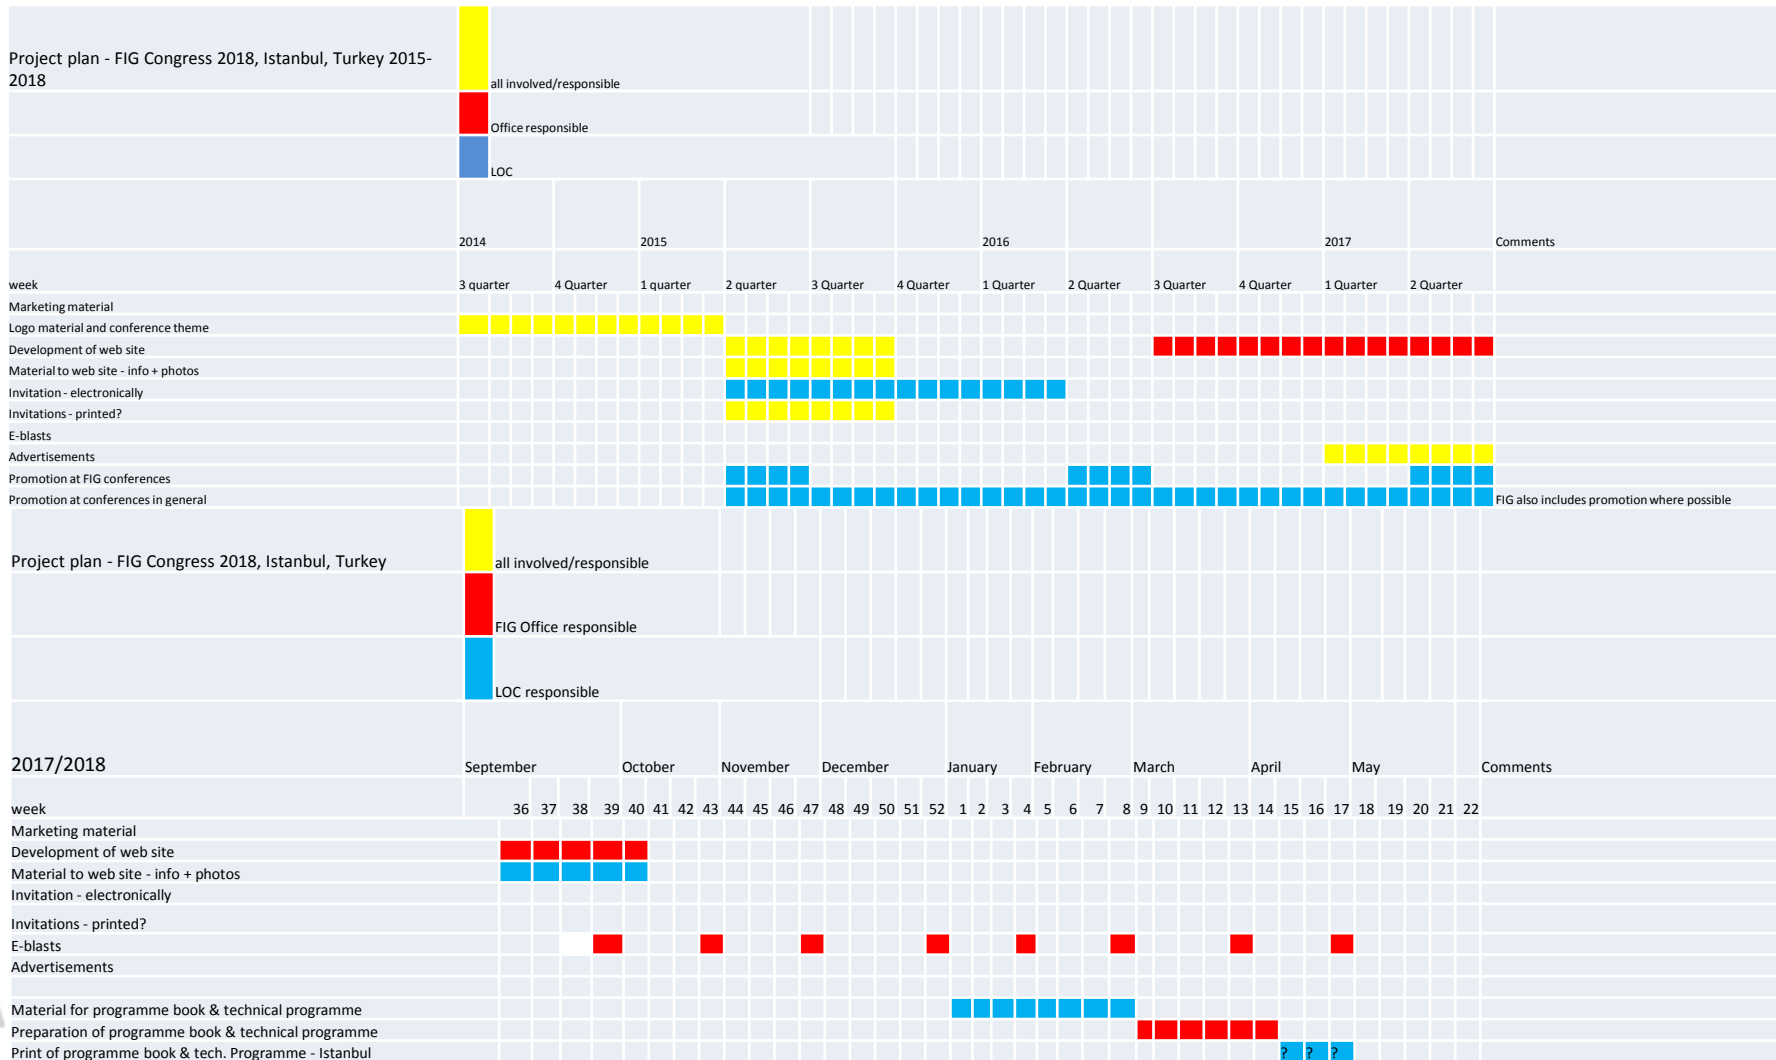 Project plan - FIG Congress 2018, Istanbul, Turkey 2015-
2018
all involved/responsible
Office responsible
LOC
2014 2015 2016 2017 Comments
week 3 quarter 4 Quarter 1 quarter 2 quarter 3 Quarter 4 Quarter 1 Quarter 2 Quarter 3 Quarter 4 Quarter 1 Quarter 2 Quarter
Marketing material
Logo material and conference theme
Development of web site
Material to web site - info + photos
Invitation - electronically
Invitations - printed?
E-blasts
Advertisements
Promotion at FIG conferences
Promotion at conferences in general FIG also includes promotion where possible
Project plan - FIG Congress 2018, Istanbul, Turkey
all involved/responsible
FIG Office responsible
LOC responsible
2017/2018 September October November December January February March April May Comments
week 36 37 38 39 40 41 42 43 44 45 46 47 48 49 50 51 52 1 2 3 4 5 6 7 8 9 10 11 12 13 14 15 16 17 18 19 20 21 22
Marketing material
Development of web site
Material to web site - info + photos
Invitation - electronically
Invitations - printed?
E-blasts
Advertisements
Material for programme book & technical programme
Preparation of programme book & technical programme
Print of programme book & tech. Programme - Istanbul ? ? ?